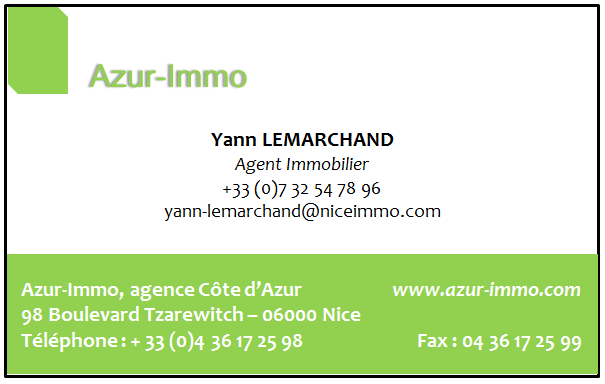 Azur-Immo
Yann LEMARCHAND
Agent Immobilier
+33 (0)7 32 54 78 96
yann-lemarchand@niceimmo.com
Azur-Immo, agence Côte d’Azur www.azur-immo.com
98 Boulevard Tzarewitch – 06000 Nice
Téléphone : + 33 (0)4 36 17 25 98 Fax : 04 36 17 25 99